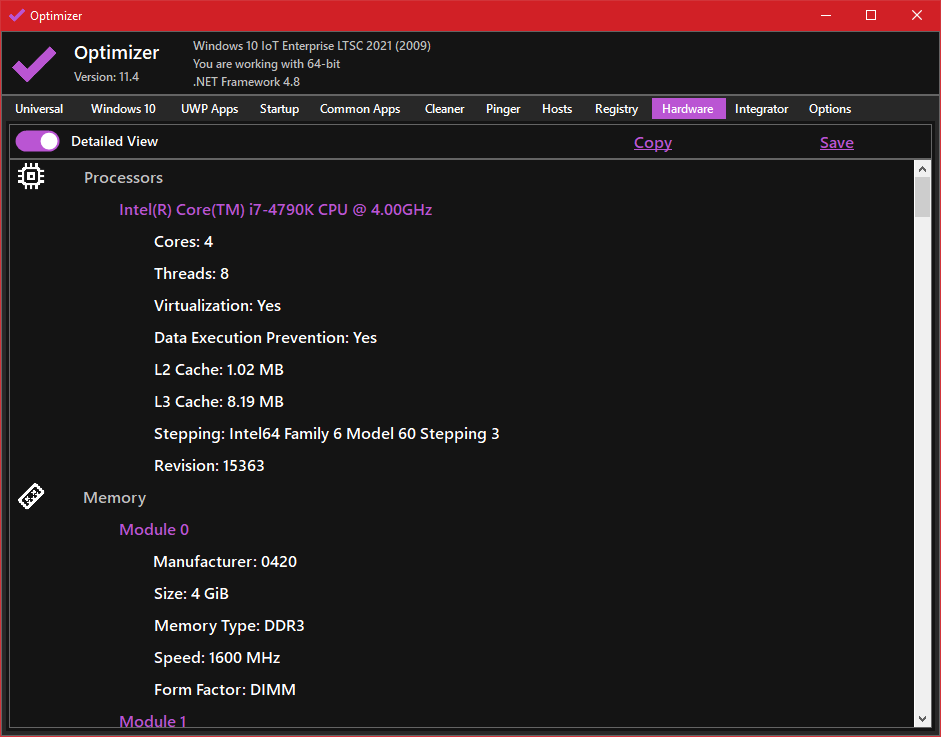 Optimizer
Optimizer
Version: 11.4
Windows 10 IoT Enterprise LTSC 2021 (2009)
You are working with 64-bit
.NET Framework 4.8
Universal Windows 10 UWP Apps Startup Common Apps Cleaner Pinger Hosts Registry Hardware Integrator Options
Detailed View Copy Save
Processors
Intel(R) Core(TM) i7-4790K CPU @ 4.00GHz
Cores: 4
Threads: 8
Virtualization: Yes
Data Execution Prevention: Yes
L2 Cache: 1.02 MB
L3 Cache: 8.19 MB
Stepping: Intel64 Family 6 Model 60 Stepping 3
Revision: 15363
Memory
Module 0
Manufacturer: 0420
Size: 4 GiB
Memory Type: DDR3
Speed: 1600 MHz
Form Factor: DIMM
Module 1